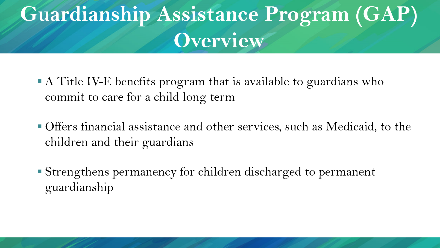 Guardianship Assistance Program (GAP)
Overview
▪ A Title IV-E benefits program that is available to guardians who
commit to care for a child long term
▪ Offers financial assistance and other services, such as Medicaid, to the
children and their guardians
▪ Strengthens permanency for children discharged to permanent
guardianship